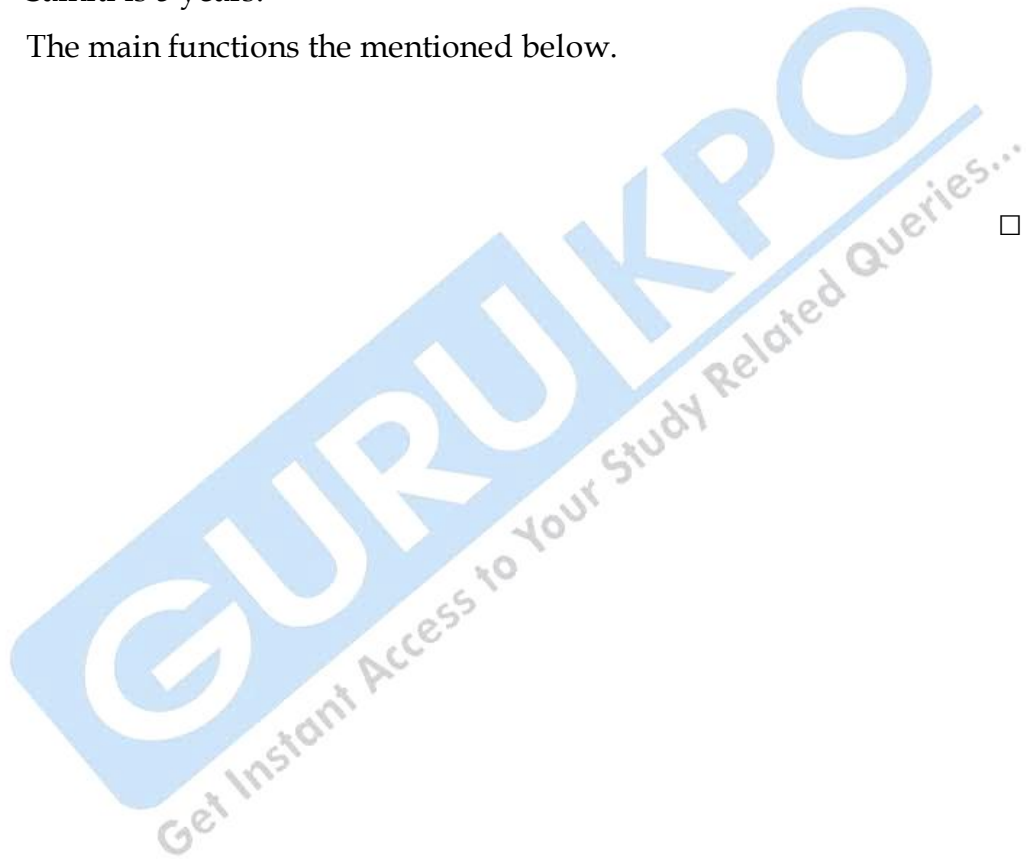 The main functions the mentioned below.
□
GURUKPO
Get Instant Access to Your Study Related Queries...